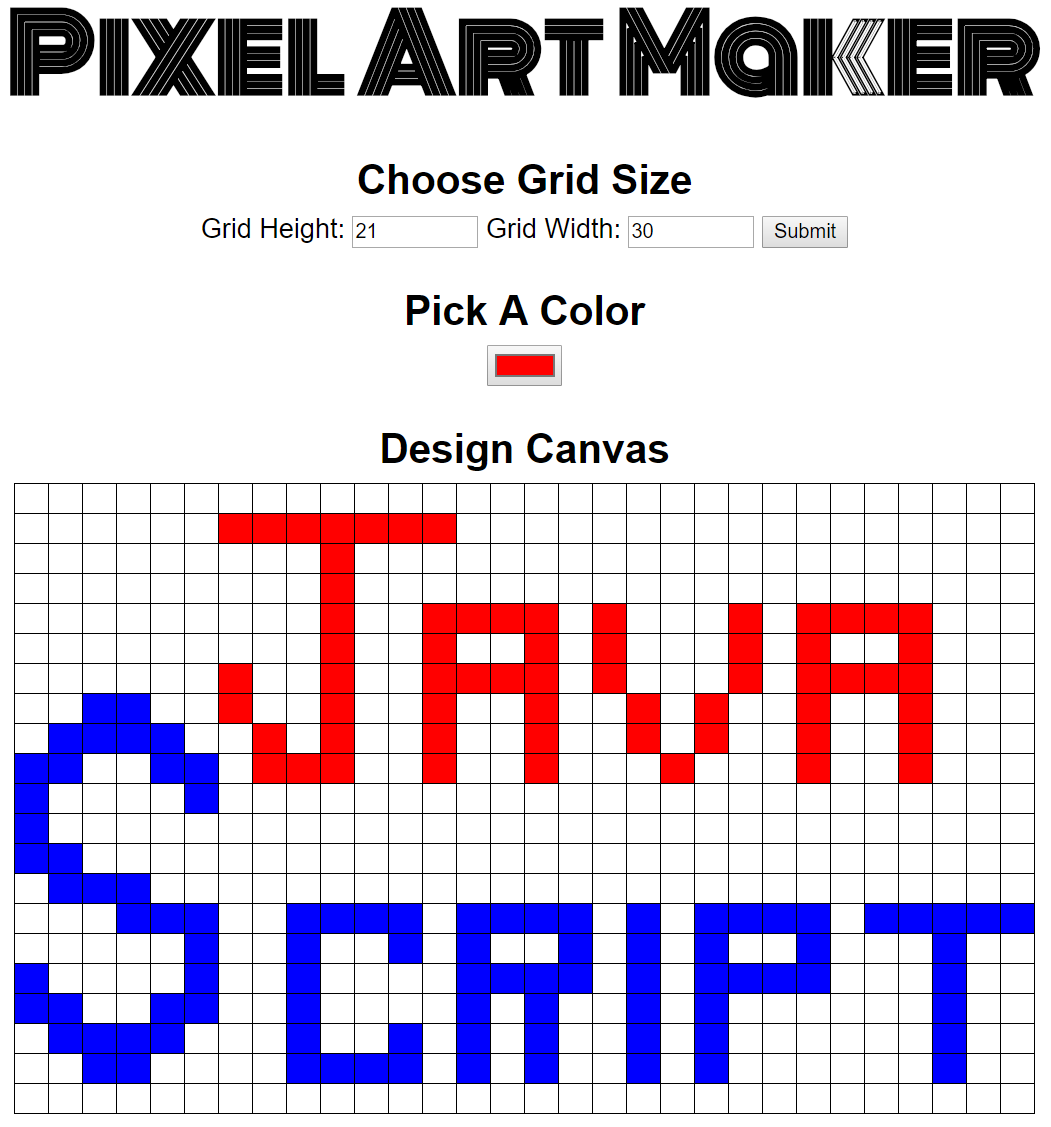 Pixel Art Maker
Choose Grid Size
Grid Height: 21 Grid Width: 30 Submit
Pick A Color
Design Canvas
JAVA
SCRIPT